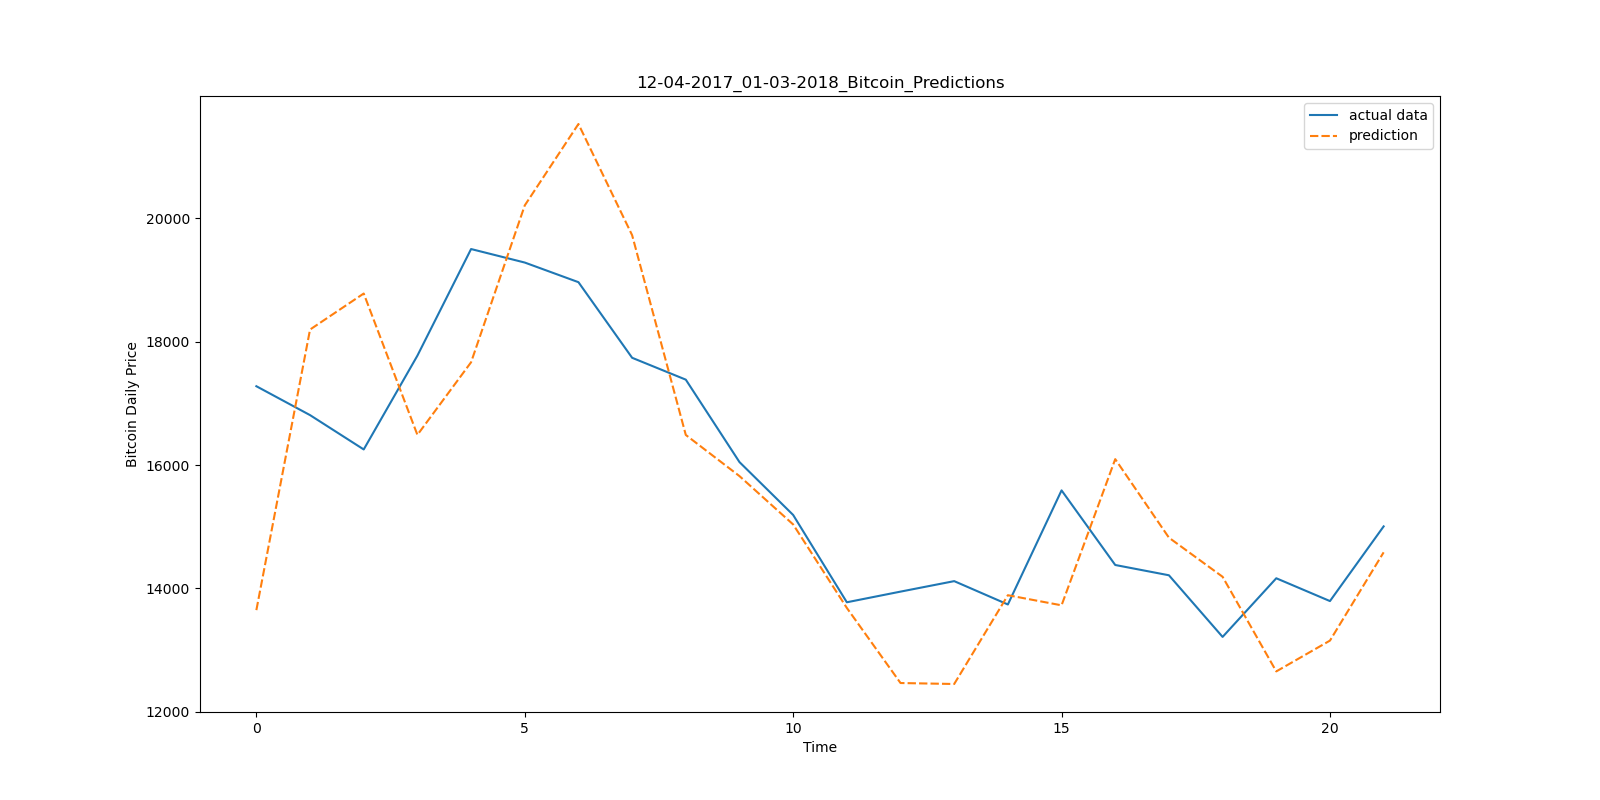 12-04-2017_01-03-2018_Bitcoin_Predictions
actual data
prediction
Bitcoin Daily Price
20000
18000
16000
14000
12000
0 5 10 15 20
Time